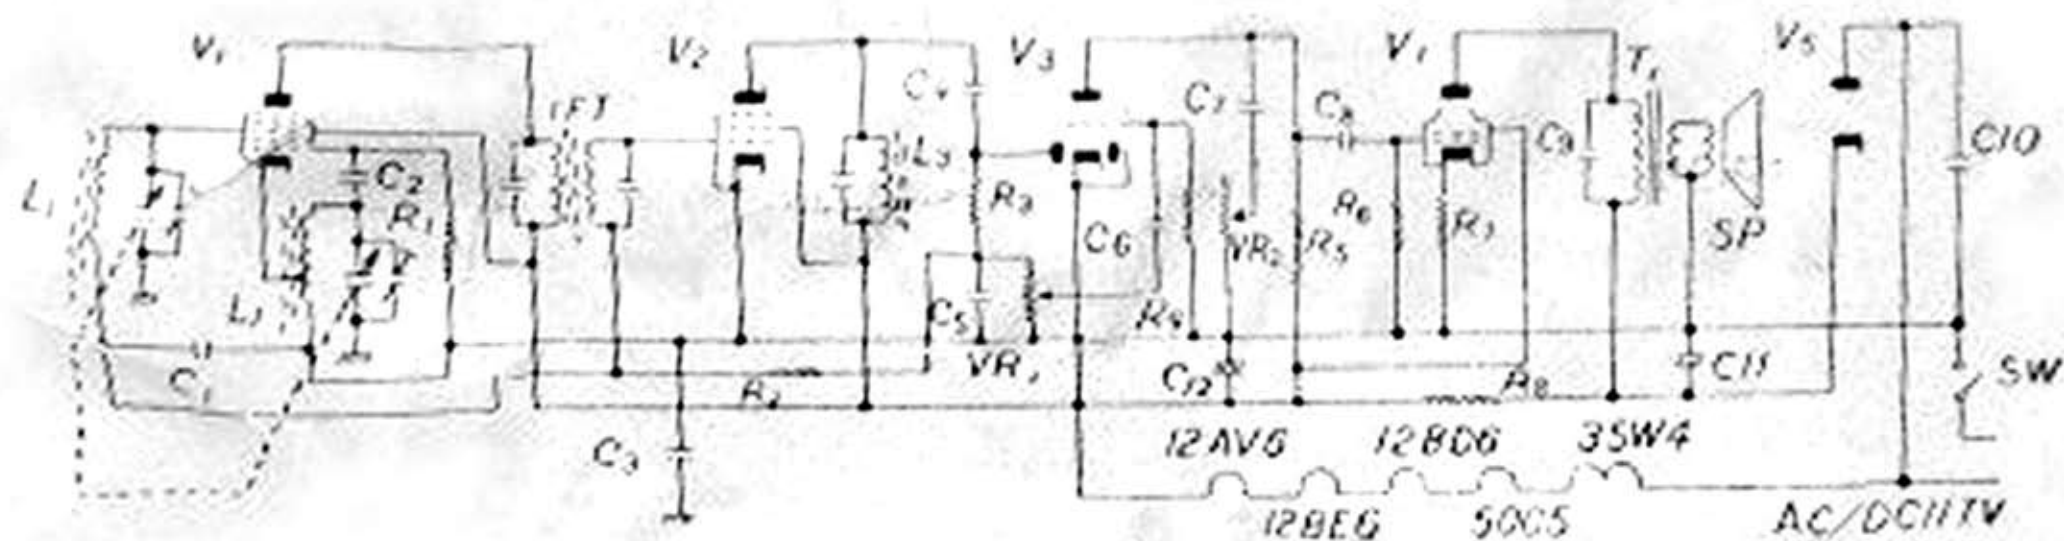 V1
V2
V3
V5
IFT
C4
C7
C8
C9
T1
C10
L1
C2
R1
L3
R3
C6
VR2
R5
R6
R7
SP
L2
C5
VR1
R4
C1
R2
C12
R8
C11
SW
C3
12AV6 12BD6 35W4
12BE6 50C5 AC/DC117V